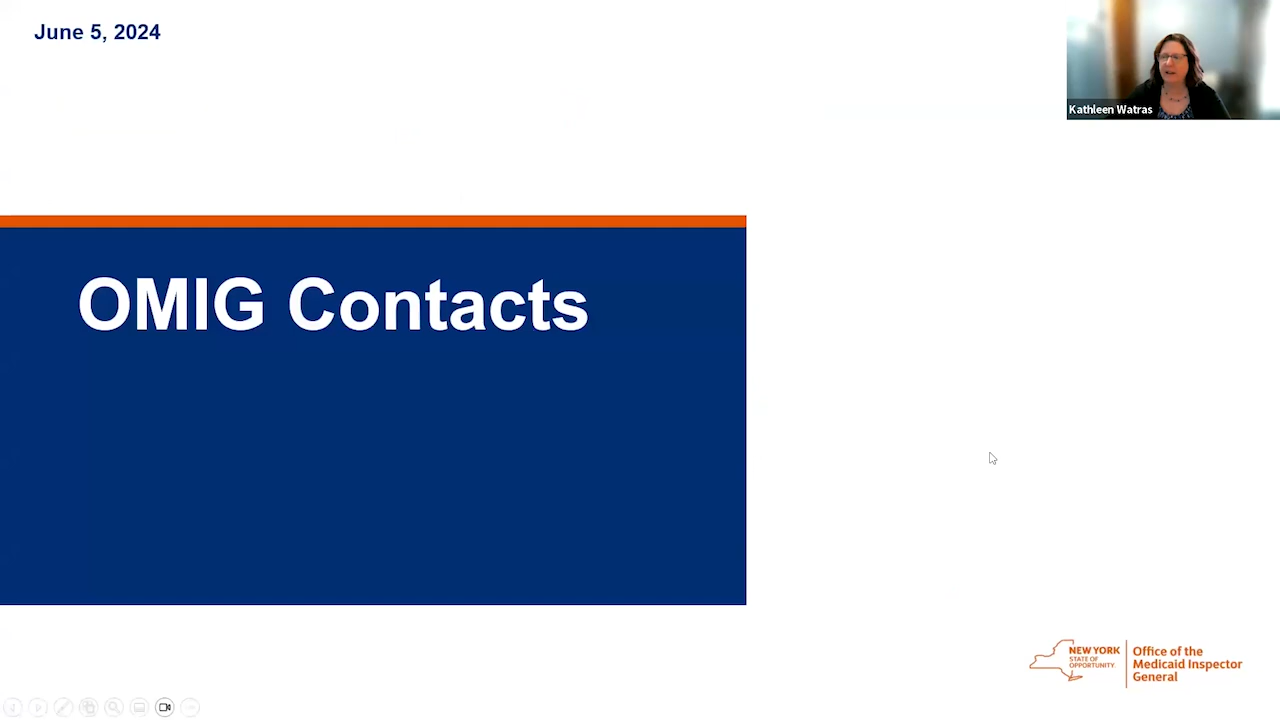 June 5, 2024
Kathleen Watras
OMIG Contacts
NEW YORK
STATE OF
OPPORTUNITY.
Office of the
Medicaid Inspector
General